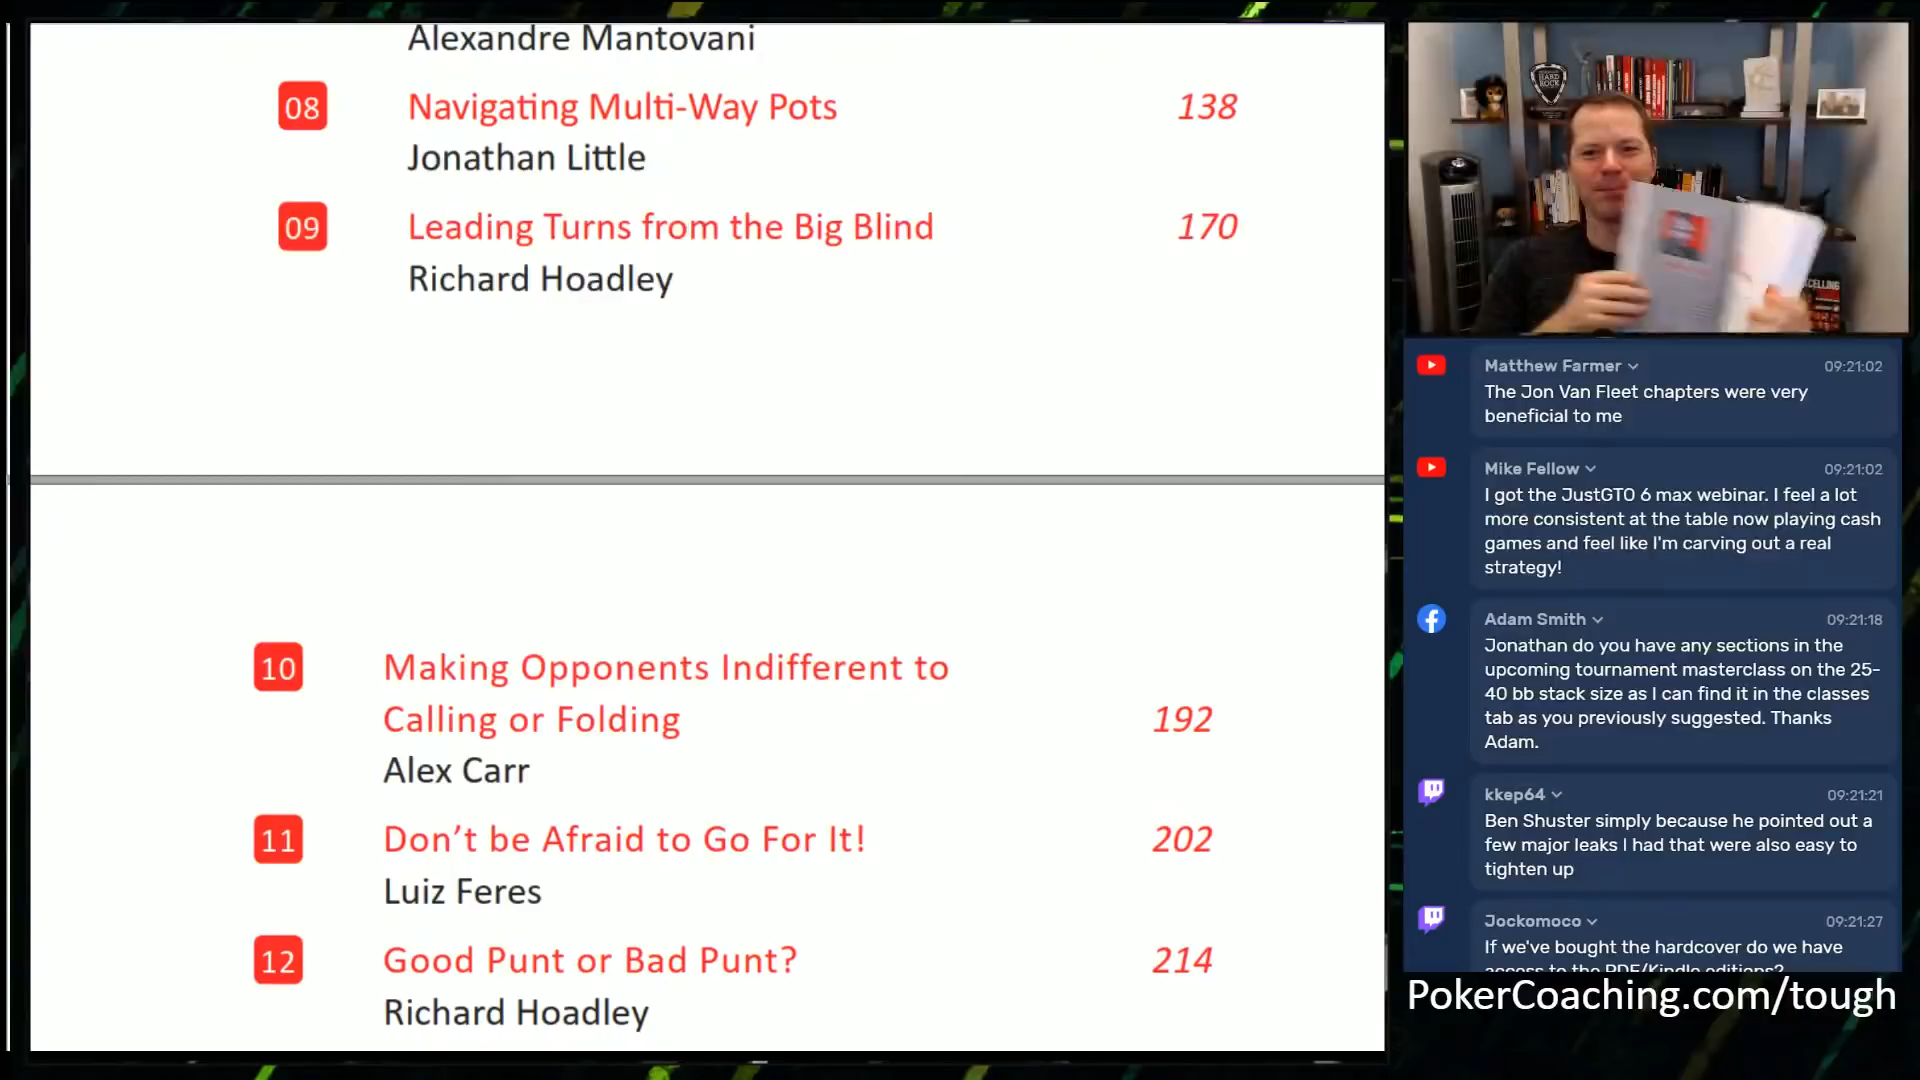 Alexandre Mantovani
08 Navigating Multi-Way Pots 138
Jonathan Little
09 Leading Turns from the Big Blind 170
Richard Hoadley
10 Making Opponents Indifferent to
Calling or Folding 192
Alex Carr
11 Don’t be Afraid to Go For It! 202
Luiz Feres
12 Good Punt or Bad Punt? 214
Richard Hoadley
HARD
ROCK
Matthew Farmer 09:21:02
The Jon Van Fleet chapters were very
beneficial to me
Mike Fellow 09:21:02
I got the JustGTO 6 max webinar. I feel a lot
more consistent at the table now playing cash
games and feel like I'm carving out a real
strategy!
Adam Smith 09:21:18
Jonathan do you have any sections in the
upcoming tournament masterclass on the 25-
40 bb stack size as I can find it in the classes
tab as you previously suggested. Thanks
Adam.
kkep64 09:21:21
Ben Shuster simply because he pointed out a
few major leaks I had that were also easy to
tighten up
Jockomoco 09:21:27
If we've bought the hardcover do we have
access to the PDF/Kindle editions?
PokerCoaching.com/tough